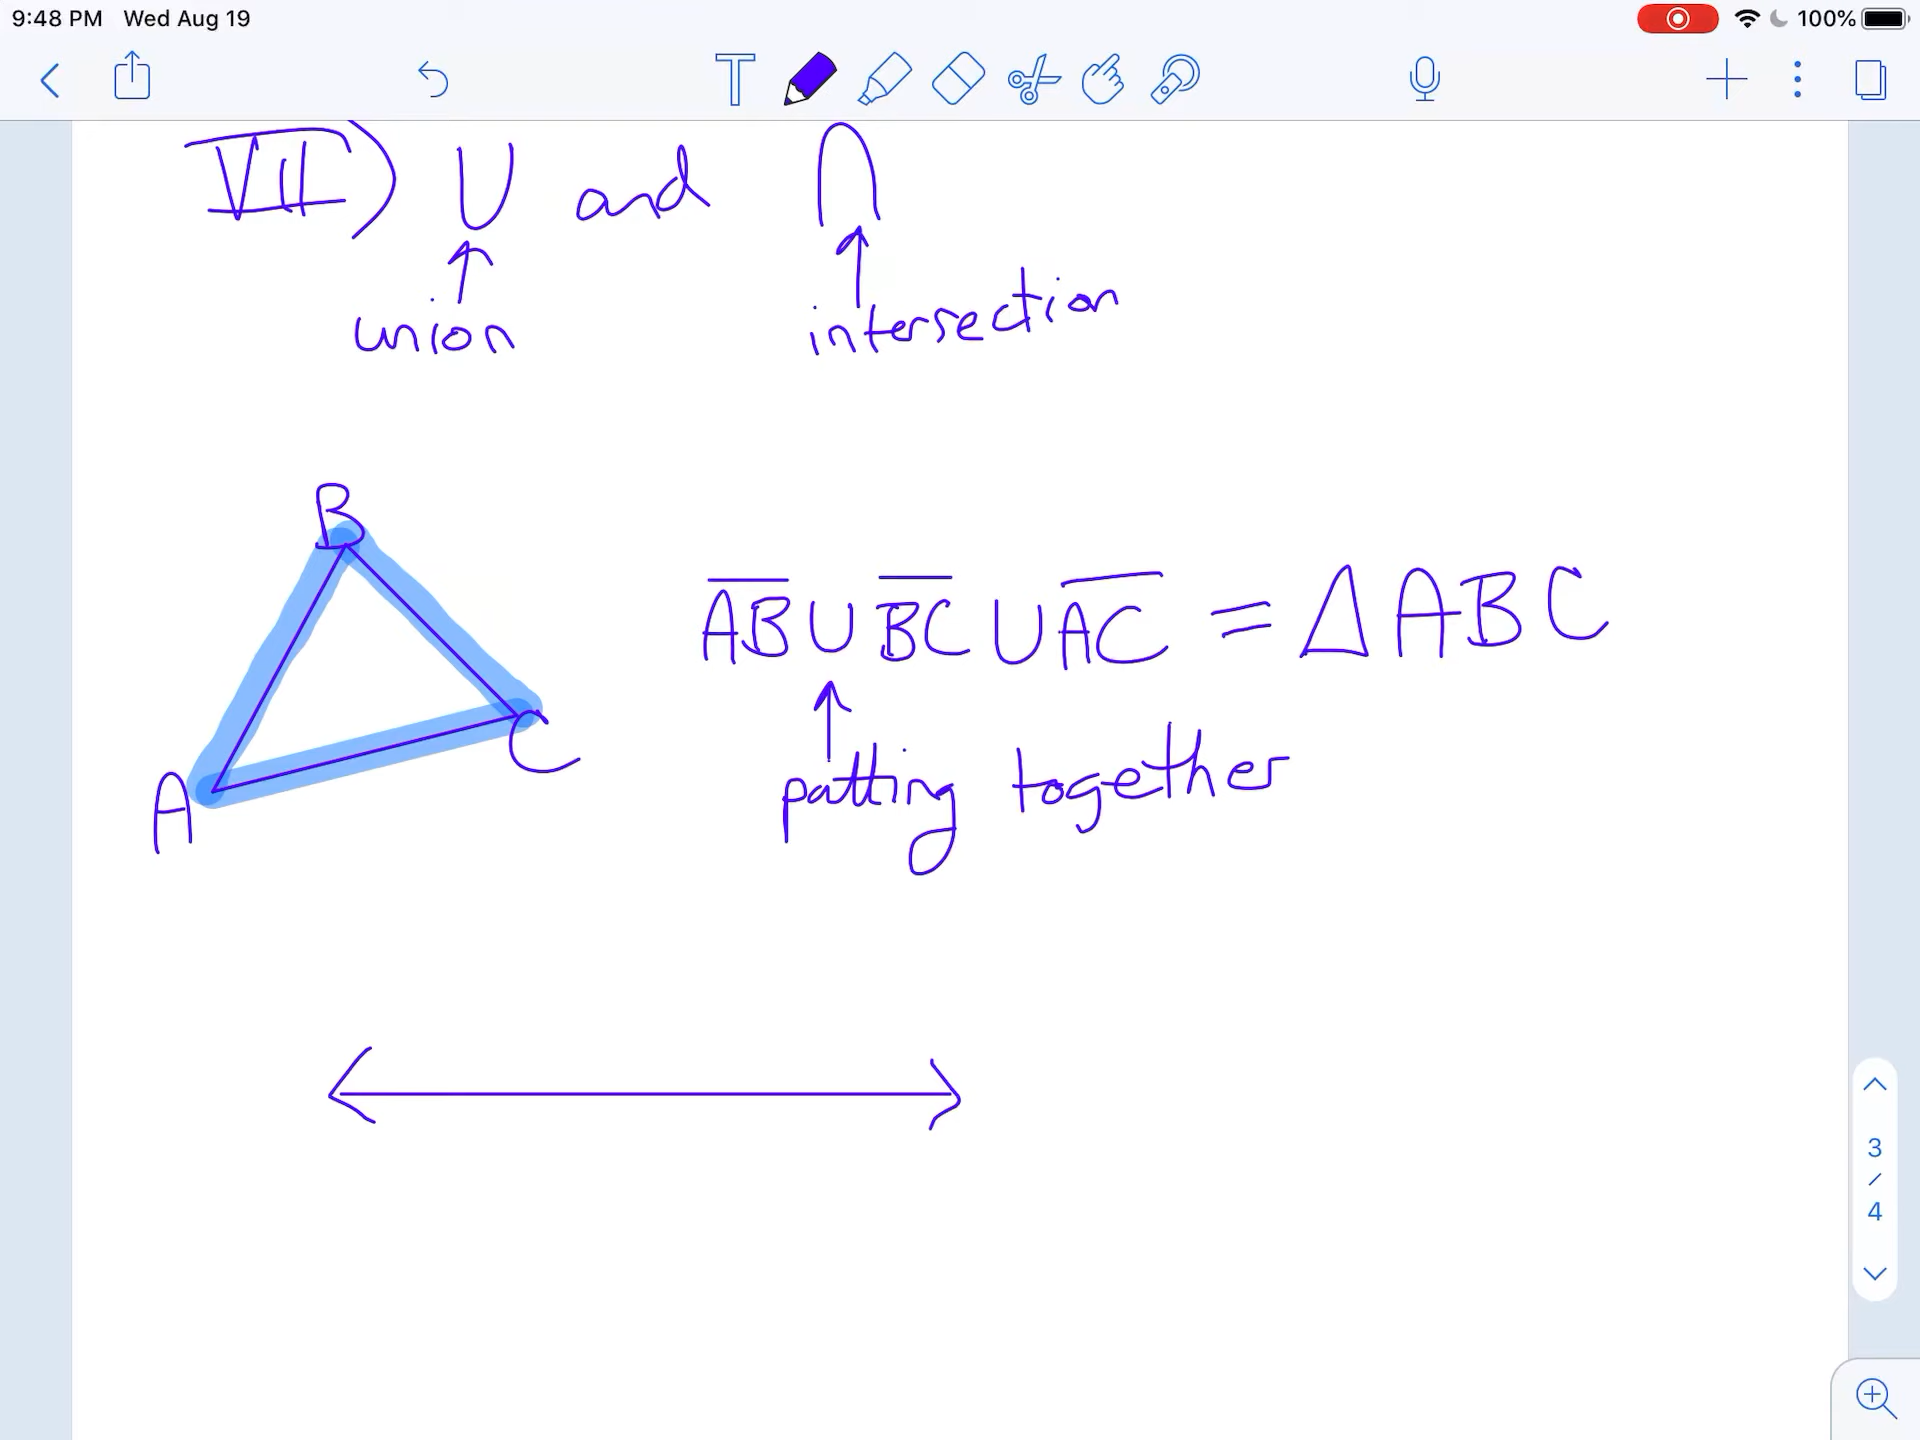 9:48 PM Wed Aug 19
100%
VII) ∪ and ∩
union
intersection
B
A
C
A̅B̅ ∪ B̅C̅ ∪ A̅C̅ = △ABC
putting together
3
/
4